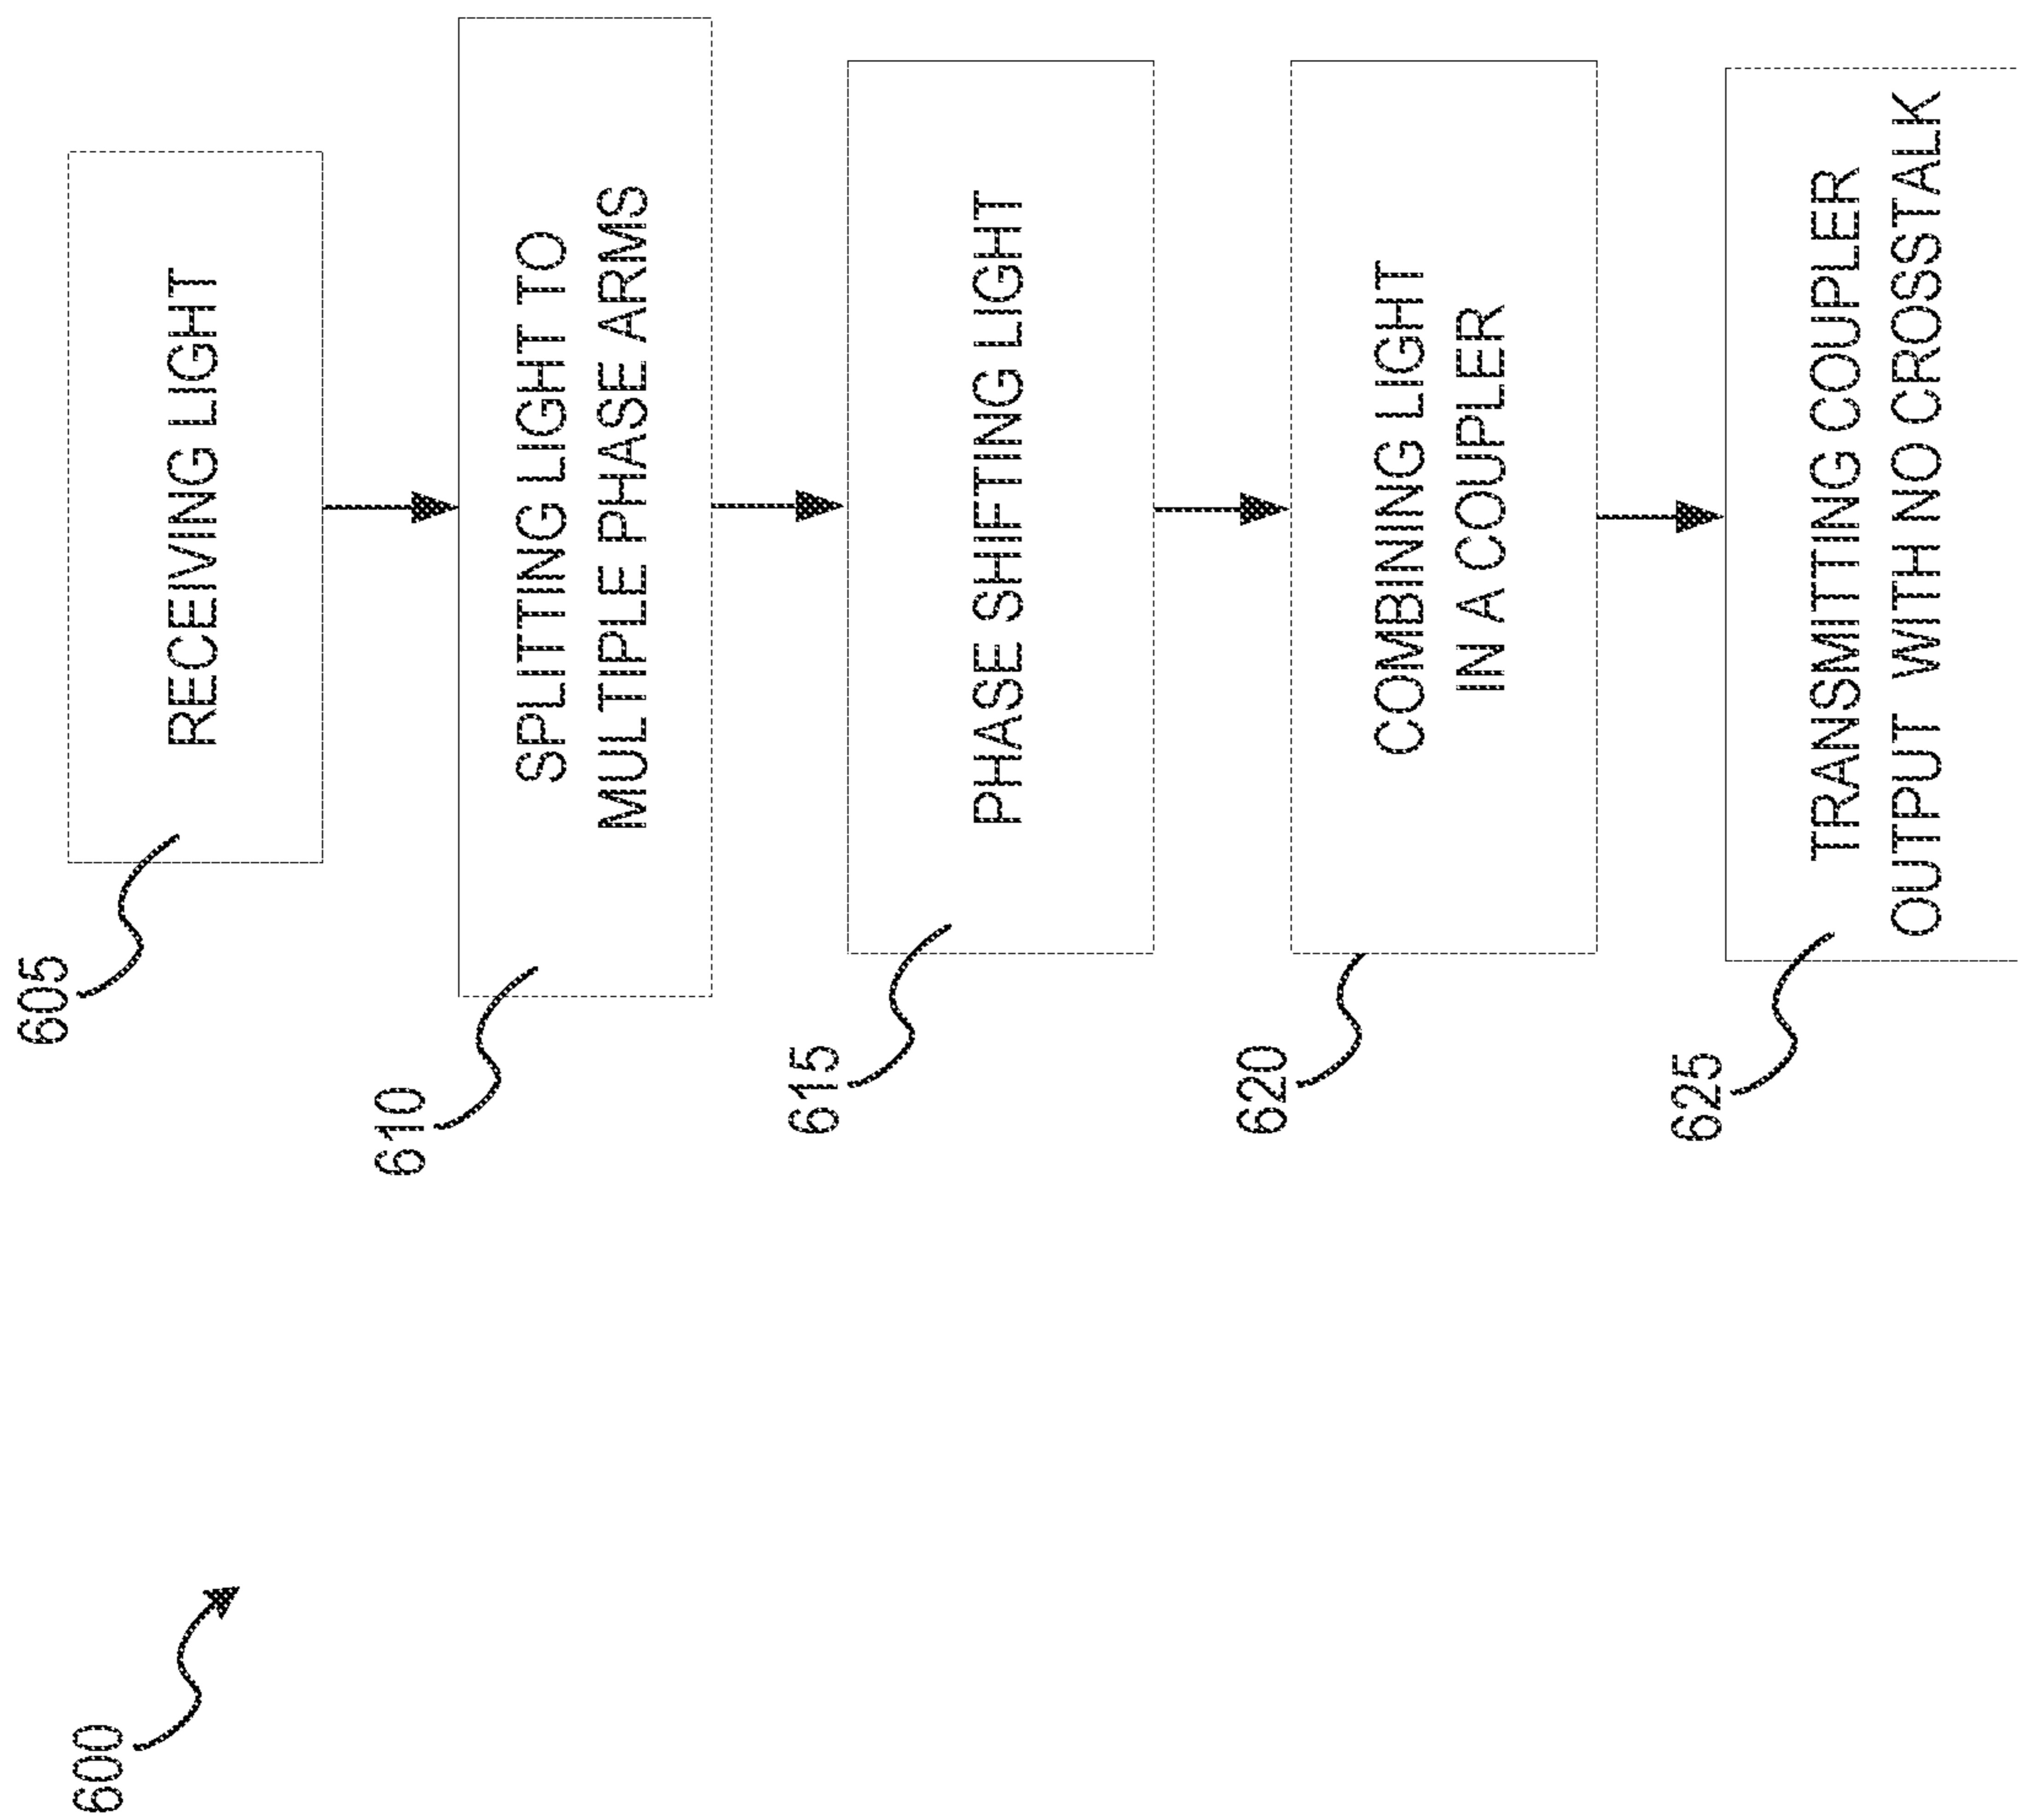 600
605
RECEIVING LIGHT
610
SPLITTING LIGHT TO
MULTIPLE PHASE ARMS
615
PHASE SHIFTING LIGHT
620
COMBINING LIGHT
IN A COUPLER
625
TRANSMITTING COUPLER
OUTPUT WITH NO CROSSTALK